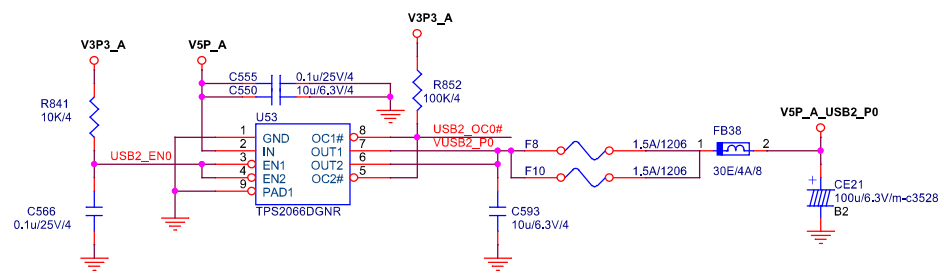 V3P3_A
V3P3_A
V5P_A
C555 0.1u/25V/4
C550 10u/6.3V/4
R852
100K/4
R841
10K/4
V5P_A_USB2_P0
U53
1 GND OC1# 8 USB2_OC0#
2 IN OUT1 7 VUSB2_P0
3 EN1 OUT2 6
4 EN2 OC2# 5
9 PAD1
TPS2066DGNR
USB2_EN0
F8 1.5A/1206
F10 1.5A/1206
FB38
1 2
30E/4A/8
C566
0.1u/25V/4
C593
10u/6.3V/4
+
CE21
100u/6.3V/m-c3528
B2